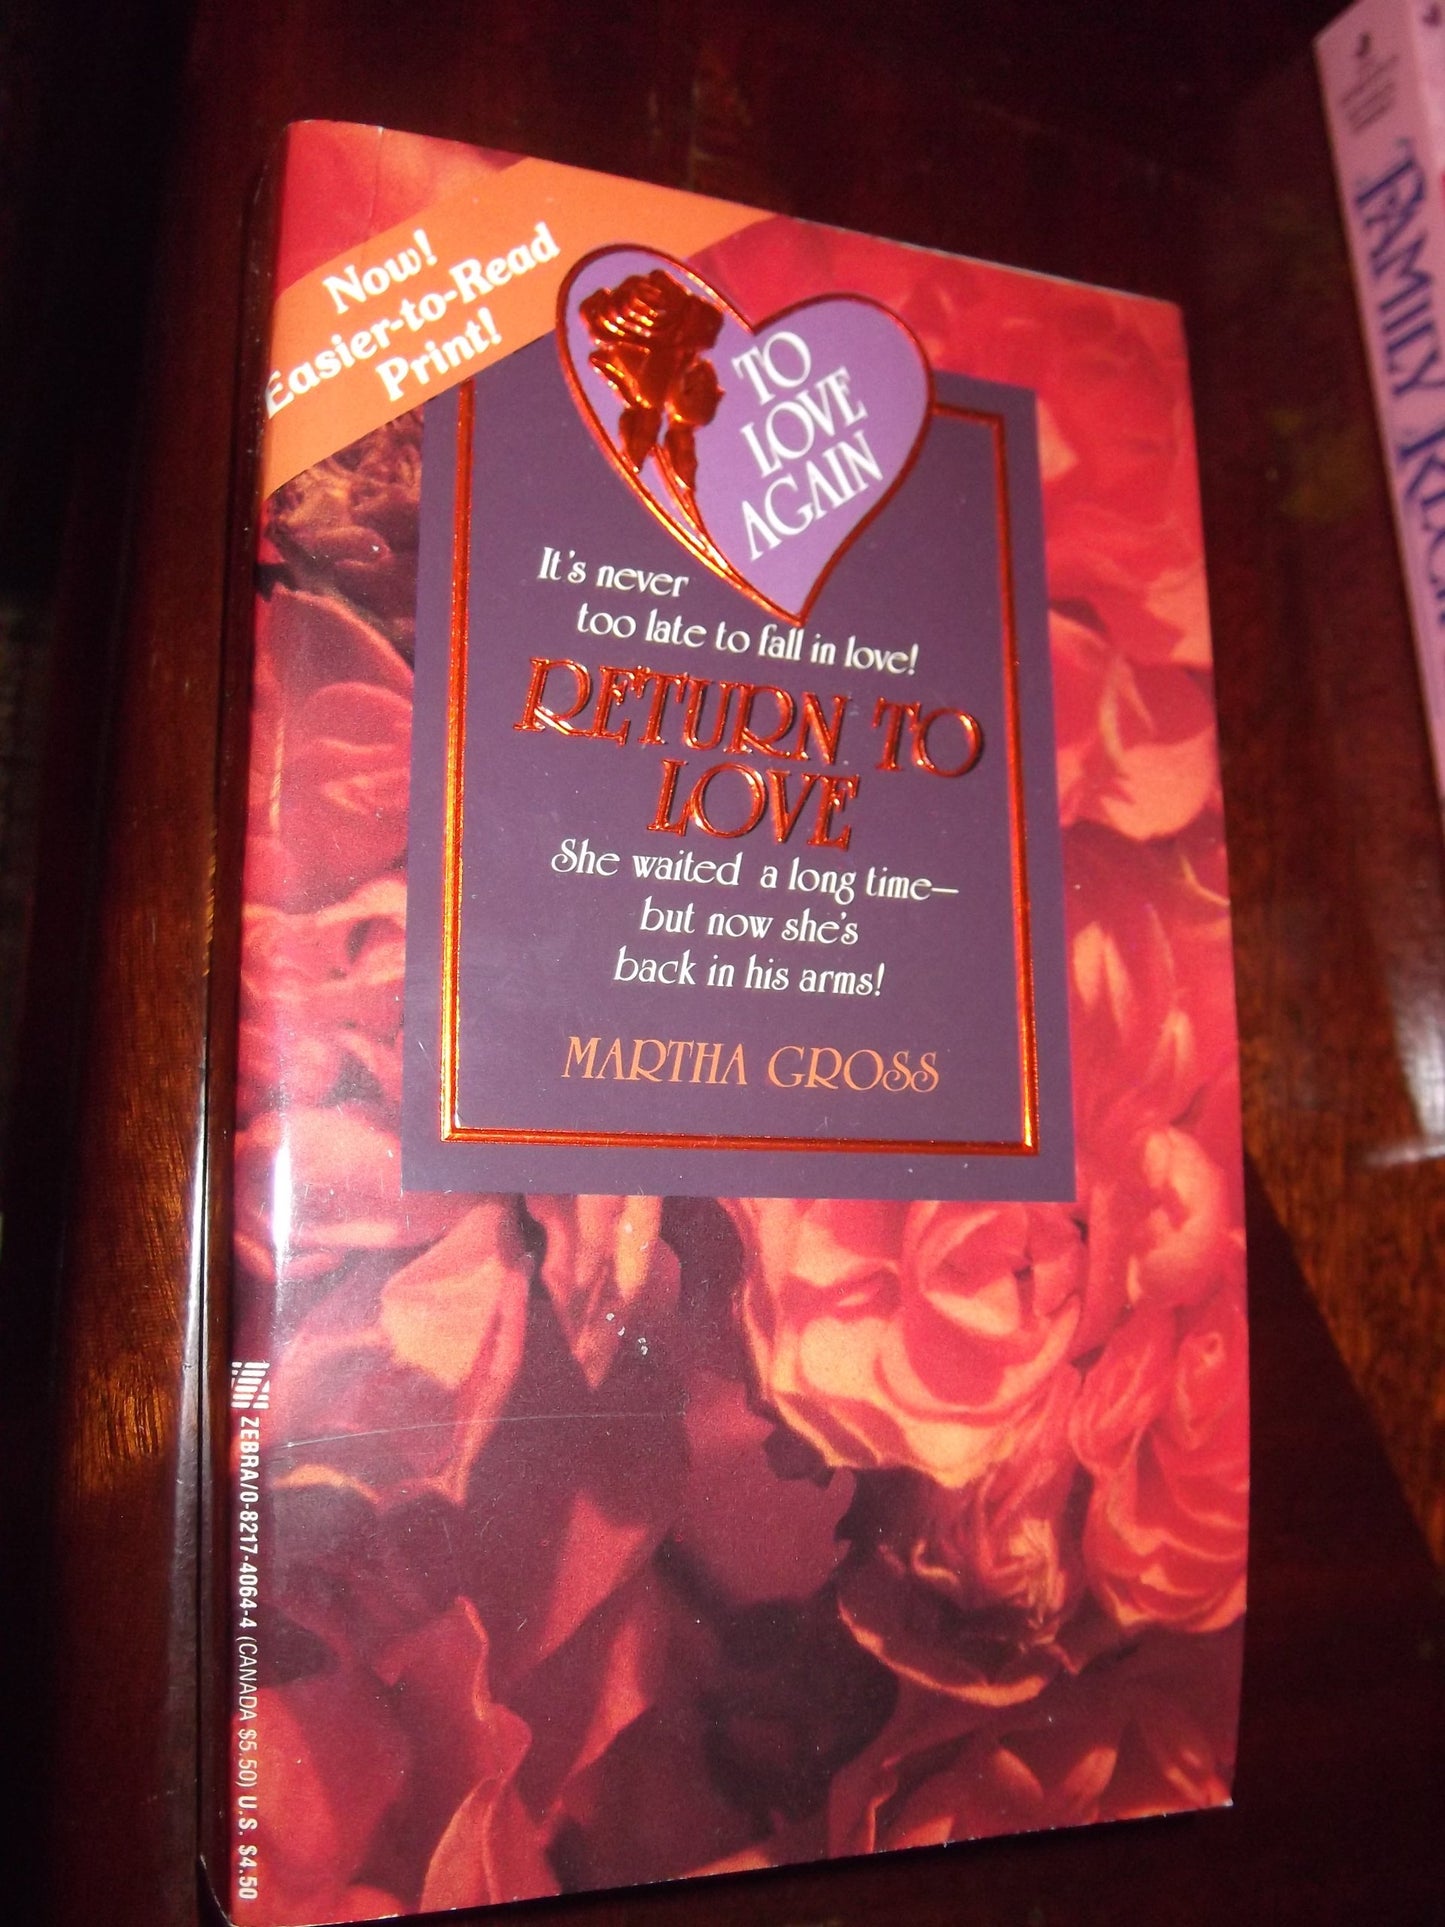 Now!
Easier-to-Read
Print!
TO
LOVE
AGAIN
It's never
too late to fall in love!
RETURN TO
LOVE
She waited a long time—
but now she's
back in his arms!
MARTHA GROSS
ZEBRA/0-8217-4064-4 (CANADA $5.50) U.S. $4.50
FAMILY